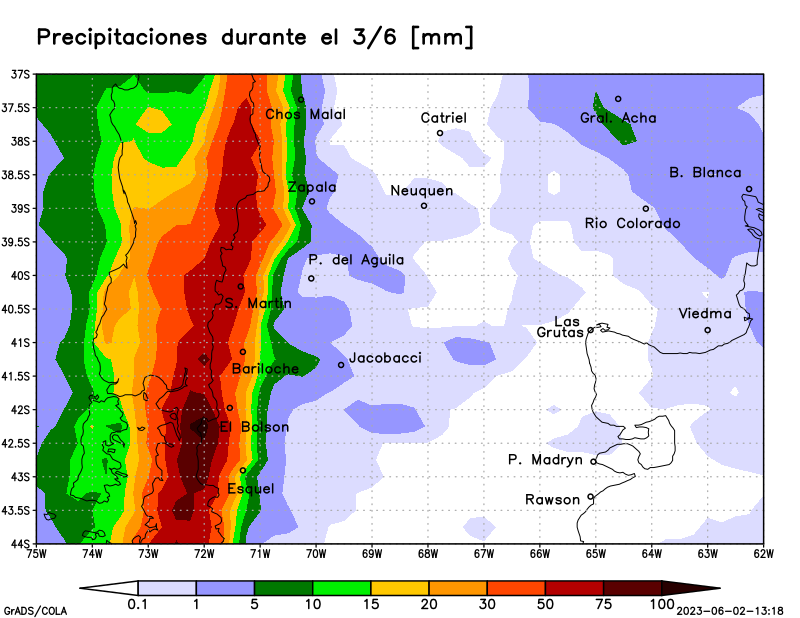 Precipitaciones durante el 3/6 [mm]
37S
37.5S
Chos Malal
Catriel
Gral. Acha
38S
38.5S
B. Blanca
Zapala
Neuquen
39S
Rio Colorado
39.5S
P. del Aguila
40S
S. Martin
40.5S
Viedma
Las
Grutas
41S
Jacobacci
Bariloche
41.5S
42S
El Bolson
42.5S
P. Madryn
43S
Esquel
Rawson
43.5S
44S
75W 74W 73W 72W 71W 70W 69W 68W 67W 66W 65W 64W 63W 62W
0.1 1 5 10 15 20 30 50 75 100
GrADS/COLA
2023-06-02-13:18